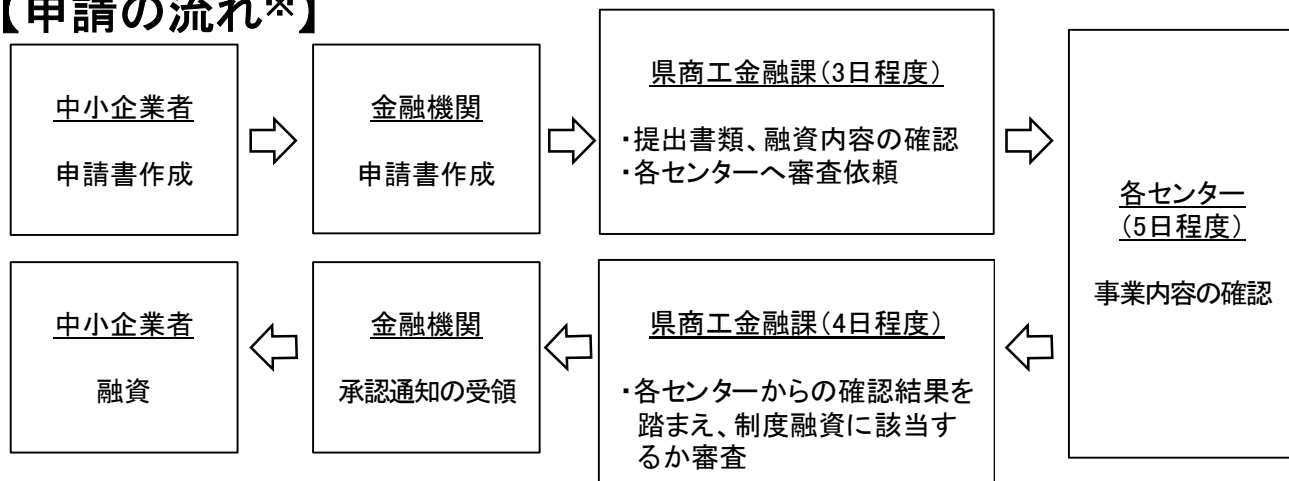 【申請の流れ※】
中小企業者
申請書作成
金融機関
申請書作成
県商工金融課(3日程度)
・提出書類、融資内容の確認
・各センターへ審査依頼
各センター
(5日程度)
事業内容の確認
県商工金融課(4日程度)
・各センターからの確認結果を
踏まえ、制度融資に該当す
るか審査
金融機関
承認通知の受領
中小企業者
融資